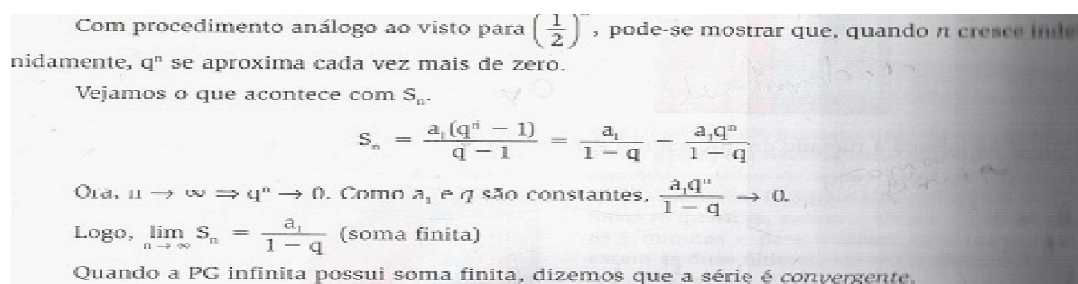 Com procedimento análogo ao visto para (1/2)ⁿ, pode-se mostrar que, quando n cresce inde
nidamente, qⁿ se aproxima cada vez mais de zero.
Vejamos o que acontece com Sₙ.
Sₙ = a₁(qⁿ − 1)/(q − 1) = a₁/(1 − q) − a₁qⁿ/(1 − q)
Ora, n → ∞ ⇒ qⁿ → 0. Como a₁ e q são constantes, a₁qⁿ/(1 − q) → 0.
Logo, lim n → ∞ Sₙ = a₁/(1 − q) (soma finita)
Quando a PG infinita possui soma finita, dizemos que a série é convergente.